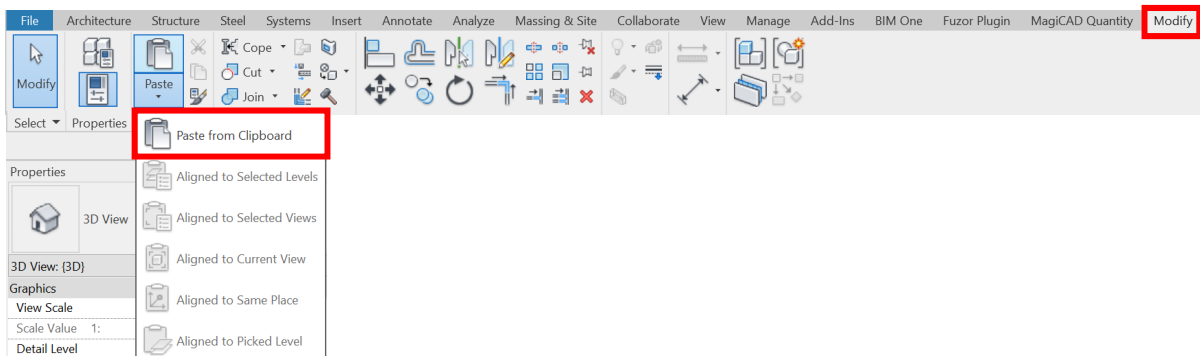 File Architecture Structure Steel Systems Insert Annotate Analyze Massing & Site Collaborate View Manage Add-Ins BIM One Fuzor Plugin MagiCAD Quantity Modify
Cope
Modify Paste Cut
Join
Select Properties
Paste from Clipboard
Properties
Aligned to Selected Levels
3D View
Aligned to Selected Views
Aligned to Current View
3D View: {3D}
Graphics
Aligned to Same Place
View Scale
Scale Value 1:
Aligned to Picked Level
Detail Level